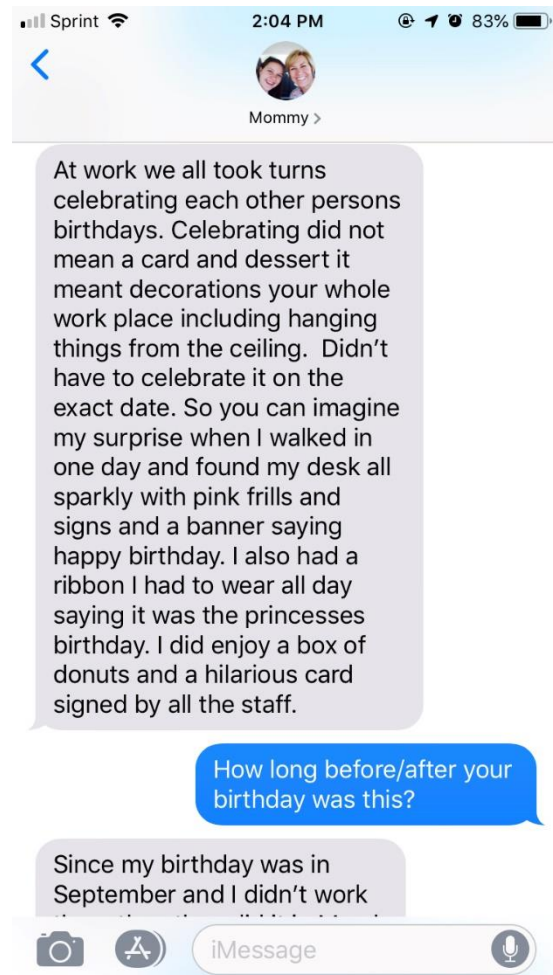 Sprint 2:04 PM 83%
Mommy >
At work we all took turns
celebrating each other persons
birthdays. Celebrating did not
mean a card and dessert it
meant decorations your whole
work place including hanging
things from the ceiling. Didn't
have to celebrate it on the
exact date. So you can imagine
my surprise when I walked in
one day and found my desk all
sparkly with pink frills and
signs and a banner saying
happy birthday. I also had a
ribbon I had to wear all day
saying it was the princesses
birthday. I did enjoy a box of
donuts and a hilarious card
signed by all the staff.
How long before/after your
birthday was this?
Since my birthday was in
September and I didn't work
iMessage